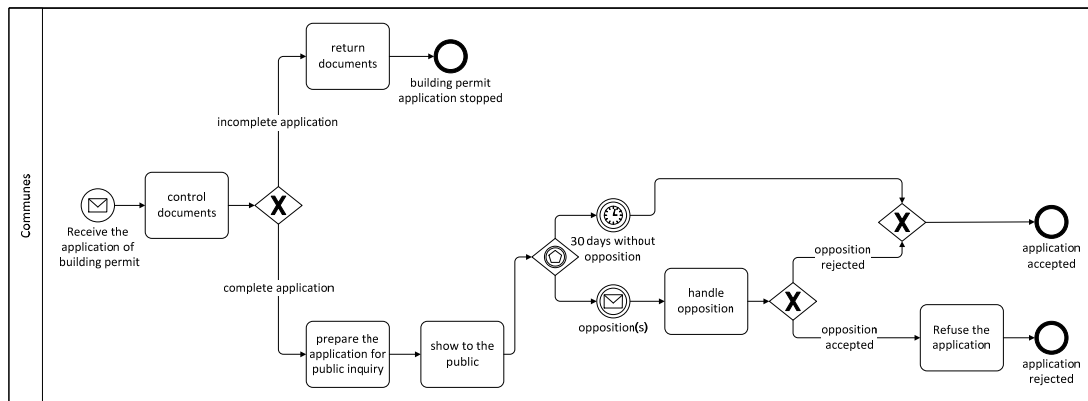 Communes
return
documents
building permit
application stopped
incomplete application
control
documents
X
Receive the
application of
building permit
complete application
prepare the
application for
public inquiry
show to the
public
30 days without
opposition
opposition(s)
handle
opposition
X
opposition
rejected
X
application
accepted
opposition
accepted
Refuse the
application
application
rejected